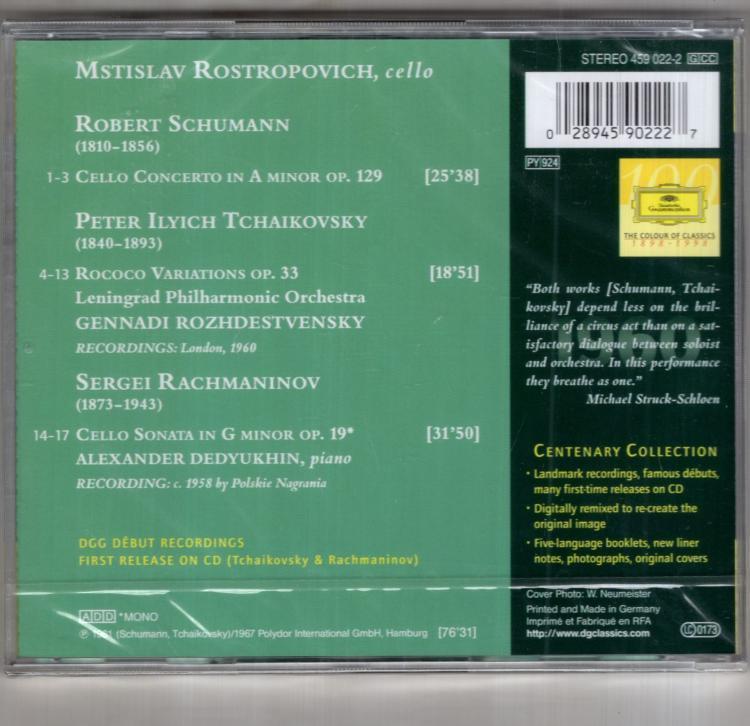 MSTISLAV ROSTROPOVICH, cello
ROBERT SCHUMANN
(1810–1856)
1-3 CELLO CONCERTO IN A MINOR OP. 129 [25'38]
PETER ILYICH TCHAIKOVSKY
(1840–1893)
4-13 ROCOCO VARIATIONS OP. 33 [18'51]
Leningrad Philharmonic Orchestra
GENNADI ROZHDESTVENSKY
RECORDINGS: London, 1960
SERGEI RACHMANINOV
(1873–1943)
14-17 CELLO SONATA IN G MINOR OP. 19* [31'50]
ALEXANDER DEDYUKHIN, piano
RECORDING: c. 1958 by Polskie Nagrania
DGG DÉBUT RECORDINGS
FIRST RELEASE ON CD (Tchaikovsky & Rachmaninov)
ADD *MONO
℗ 1961 (Schumann, Tchaikovsky)/1967 Polydor International GmbH, Hamburg [76'31]
STEREO 459 022-2 GCC
0 28945 90222 7
PY 924
100
Deutsche
Grammophon
THE COLOUR OF CLASSICS
1898-1998
1960
"Both works [Schumann, Tchai-
kovsky] depend less on the bril-
liance of a circus act than on a sat-
isfactory dialogue between soloist
and orchestra. In this performance
they breathe as one."
Michael Struck-Schloen
CENTENARY COLLECTION
• Landmark recordings, famous débuts,
many first-time releases on CD
• Digitally remixed to re-create the
original image
• Five-language booklets, new liner
notes, photographs, original covers
Cover Photo: W. Neumeister
Printed and Made in Germany
Imprimé et Fabriqué en RFA
http://www.dgclassics.com
LC 0173